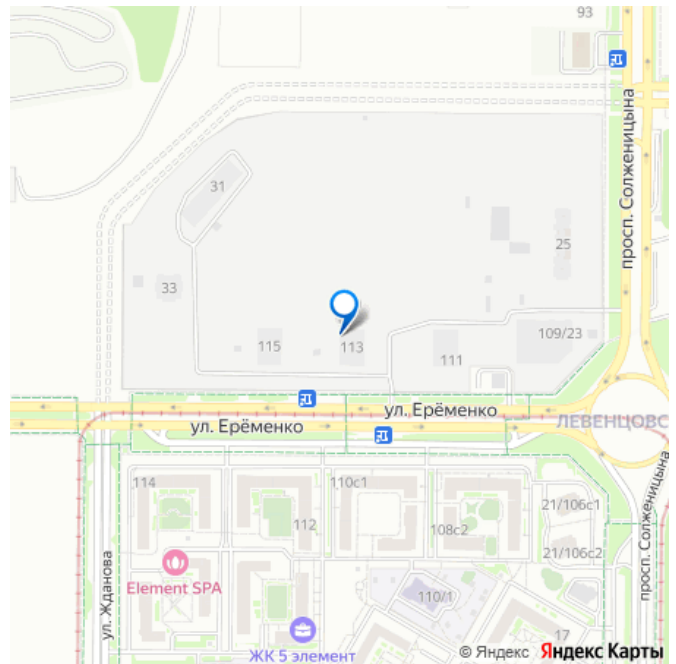 93
просп. Солженицына
31
25
33
115
113
111
109/23
ул. Ерёменко
ул. Ерёменко
ЛЕВЕНЦОВС
114
110с1
112
108с2
21/106с1
21/106с2
просп. Солженицына
ул. Жданова
Element SPA
110/1
17
ЖК 5 элемент
© Яндекс Яндекс Карты